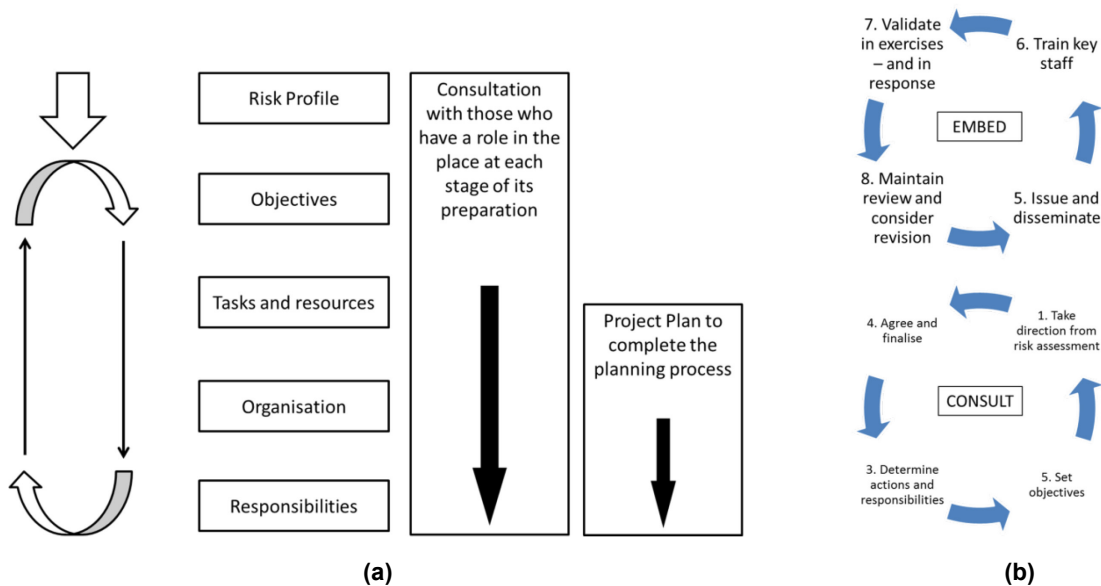 Risk Profile
Objectives
Tasks and resources
Organisation
Responsibilities
Consultation
with those who
have a role in the
place at each
stage of its
preparation
Project Plan to
complete the
planning process
(a)
7. Validate
in exercises
– and in
response
6. Train key
staff
EMBED
8. Maintain
review and
consider
revision
5. Issue and
disseminate
4. Agree and
finalise
1. Take
direction from
risk assessment
CONSULT
3. Determine
actions and
responsibilities
5. Set
objectives
(b)